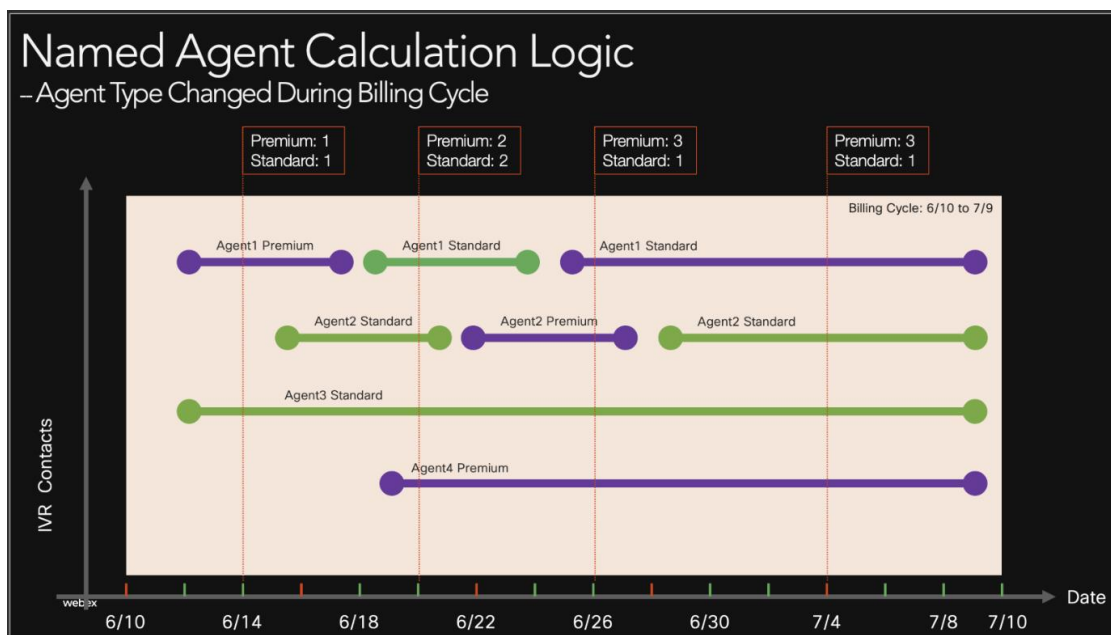 Named Agent Calculation Logic
– Agent Type Changed During Billing Cycle
Premium: 1
Standard: 1
Premium: 2
Standard: 2
Premium: 3
Standard: 1
Premium: 3
Standard: 1
Billing Cycle: 6/10 to 7/9
Agent1 Premium
Agent1 Standard
Agent1 Standard
Agent2 Standard
Agent2 Premium
Agent2 Standard
Agent3 Standard
Agent4 Premium
IVR Contacts
webex
Date
6/10
6/14
6/18
6/22
6/26
6/30
7/4
7/8
7/10